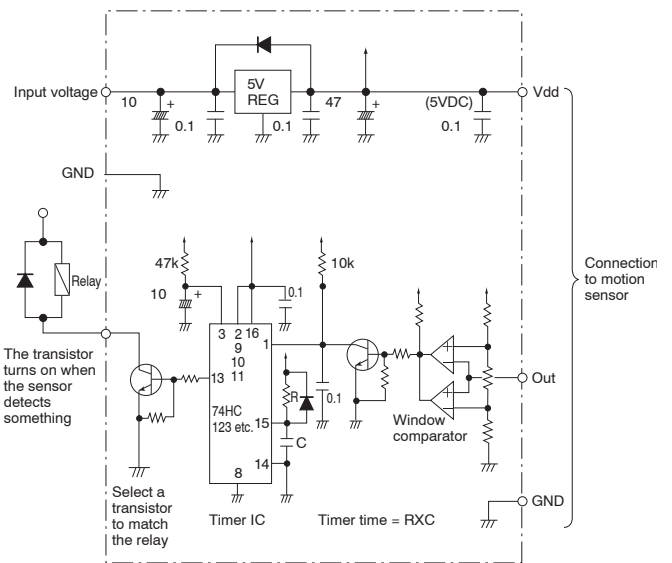 Input voltage
10
+
0.1
5V
REG
0.1
47
+
(5VDC)
0.1
Vdd
GND
Relay
The transistor
turns on when
the sensor
detects
something
47k
10
+
0.1
10k
3 2 16
9
10
11
1
13
74HC
123 etc.
15
14
8
R
C
0.1
+
−
+
−
Window
comparator
Out
GND
Connection
to motion
sensor
Select a
transistor
to match
the relay
Timer IC
Timer time = RXC